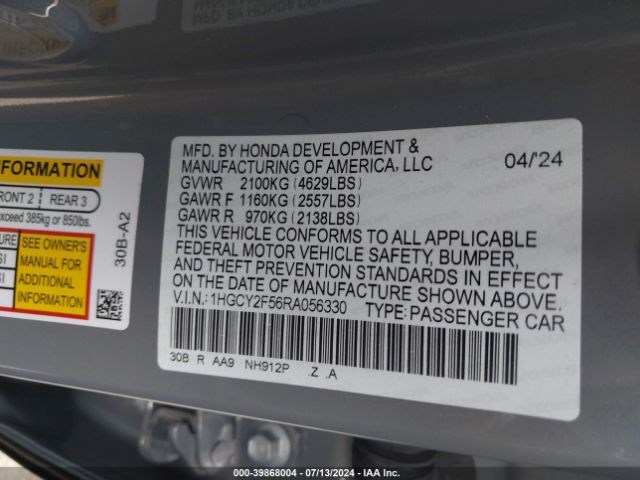 MFD. BY HONDA DEVELOPMENT &
MANUFACTURING OF AMERICA, LLC 04/'24
GVWR 2100KG (4629LBS)
GAWR F 1160KG (2557LBS)
GAWR R 970KG (2138LBS)
THIS VEHICLE CONFORMS TO ALL APPLICABLE
FEDERAL MOTOR VEHICLE SAFETY, BUMPER,
AND THEFT PREVENTION STANDARDS IN EFFECT
ON THE DATE OF MANUFACTURE SHOWN ABOVE.
V.I.N.: 1HGCY2F56RA056330 TYPE: PASSENGER CAR
30B R AA9 NH912P .Z .A
FRONT 2 REAR 3
exceed 385kg or 850lbs.
SEE OWNER'S
MANUAL FOR
ADDITIONAL
INFORMATION
30B-A2
000-39868004 - 07/13/2024 - IAA Inc.